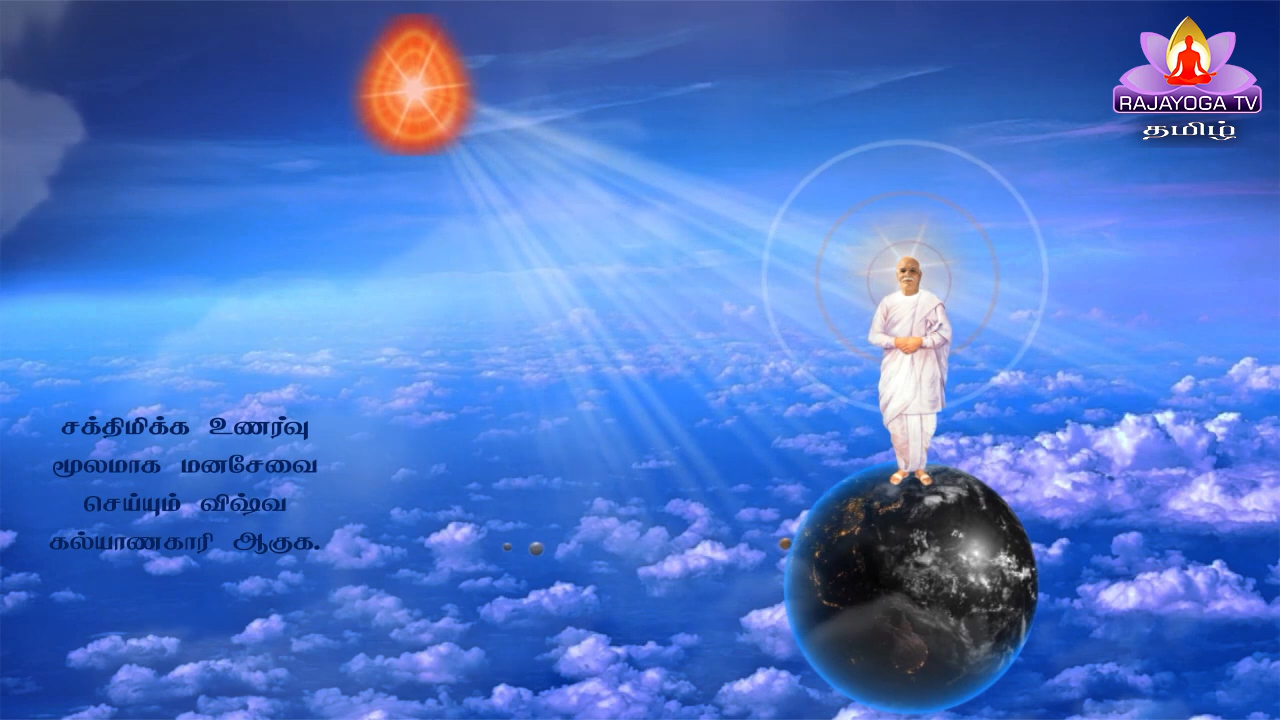 RAJAYOGA TV
தமிழ்
சக்திமிக்க உணர்வு
மூலமாக மனசேவை
செய்யும் விஷ்வ
கல்யாணகாரி ஆகுக.